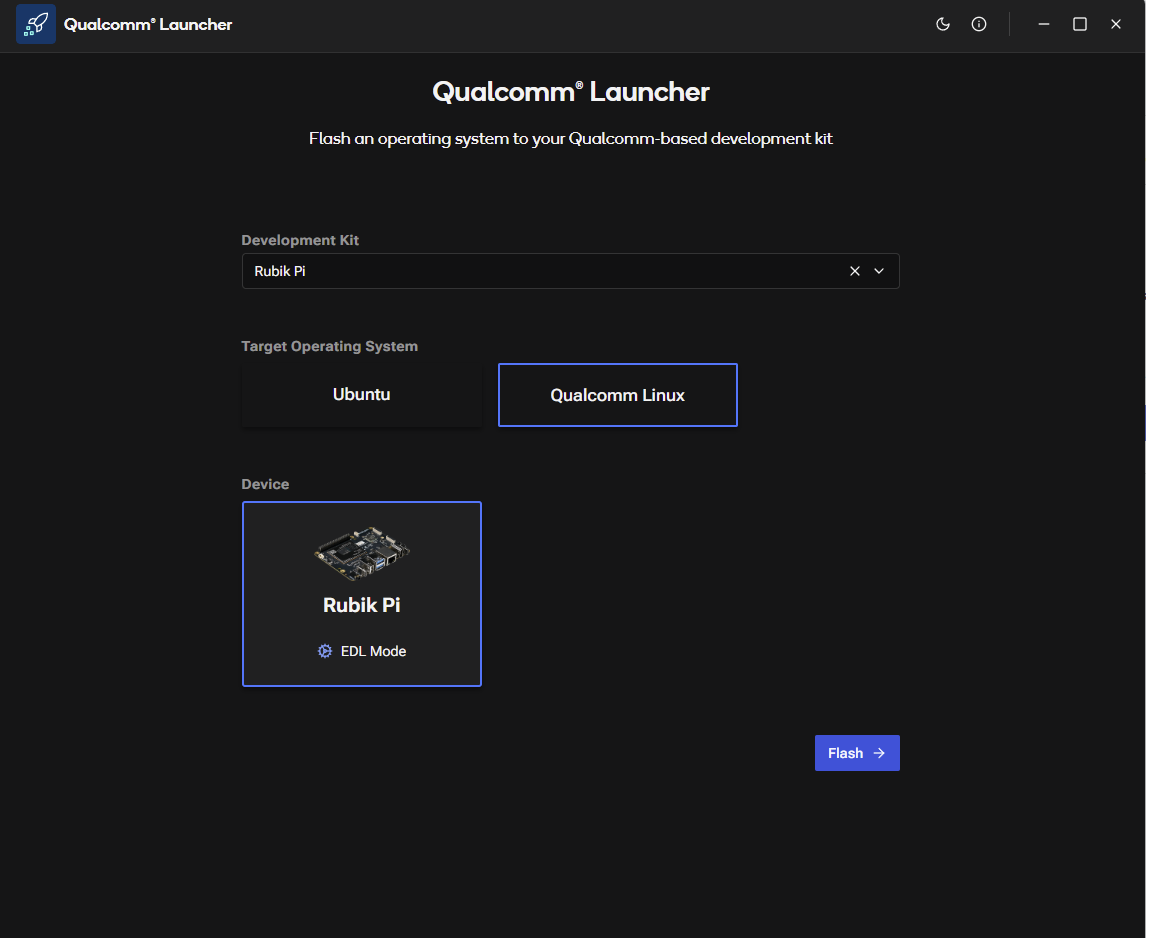 Qualcomm® Launcher
Qualcomm® Launcher
Flash an operating system to your Qualcomm-based development kit
Development Kit
Rubik Pi
Target Operating System
Ubuntu
Qualcomm Linux
Device
Rubik Pi
EDL Mode
Flash